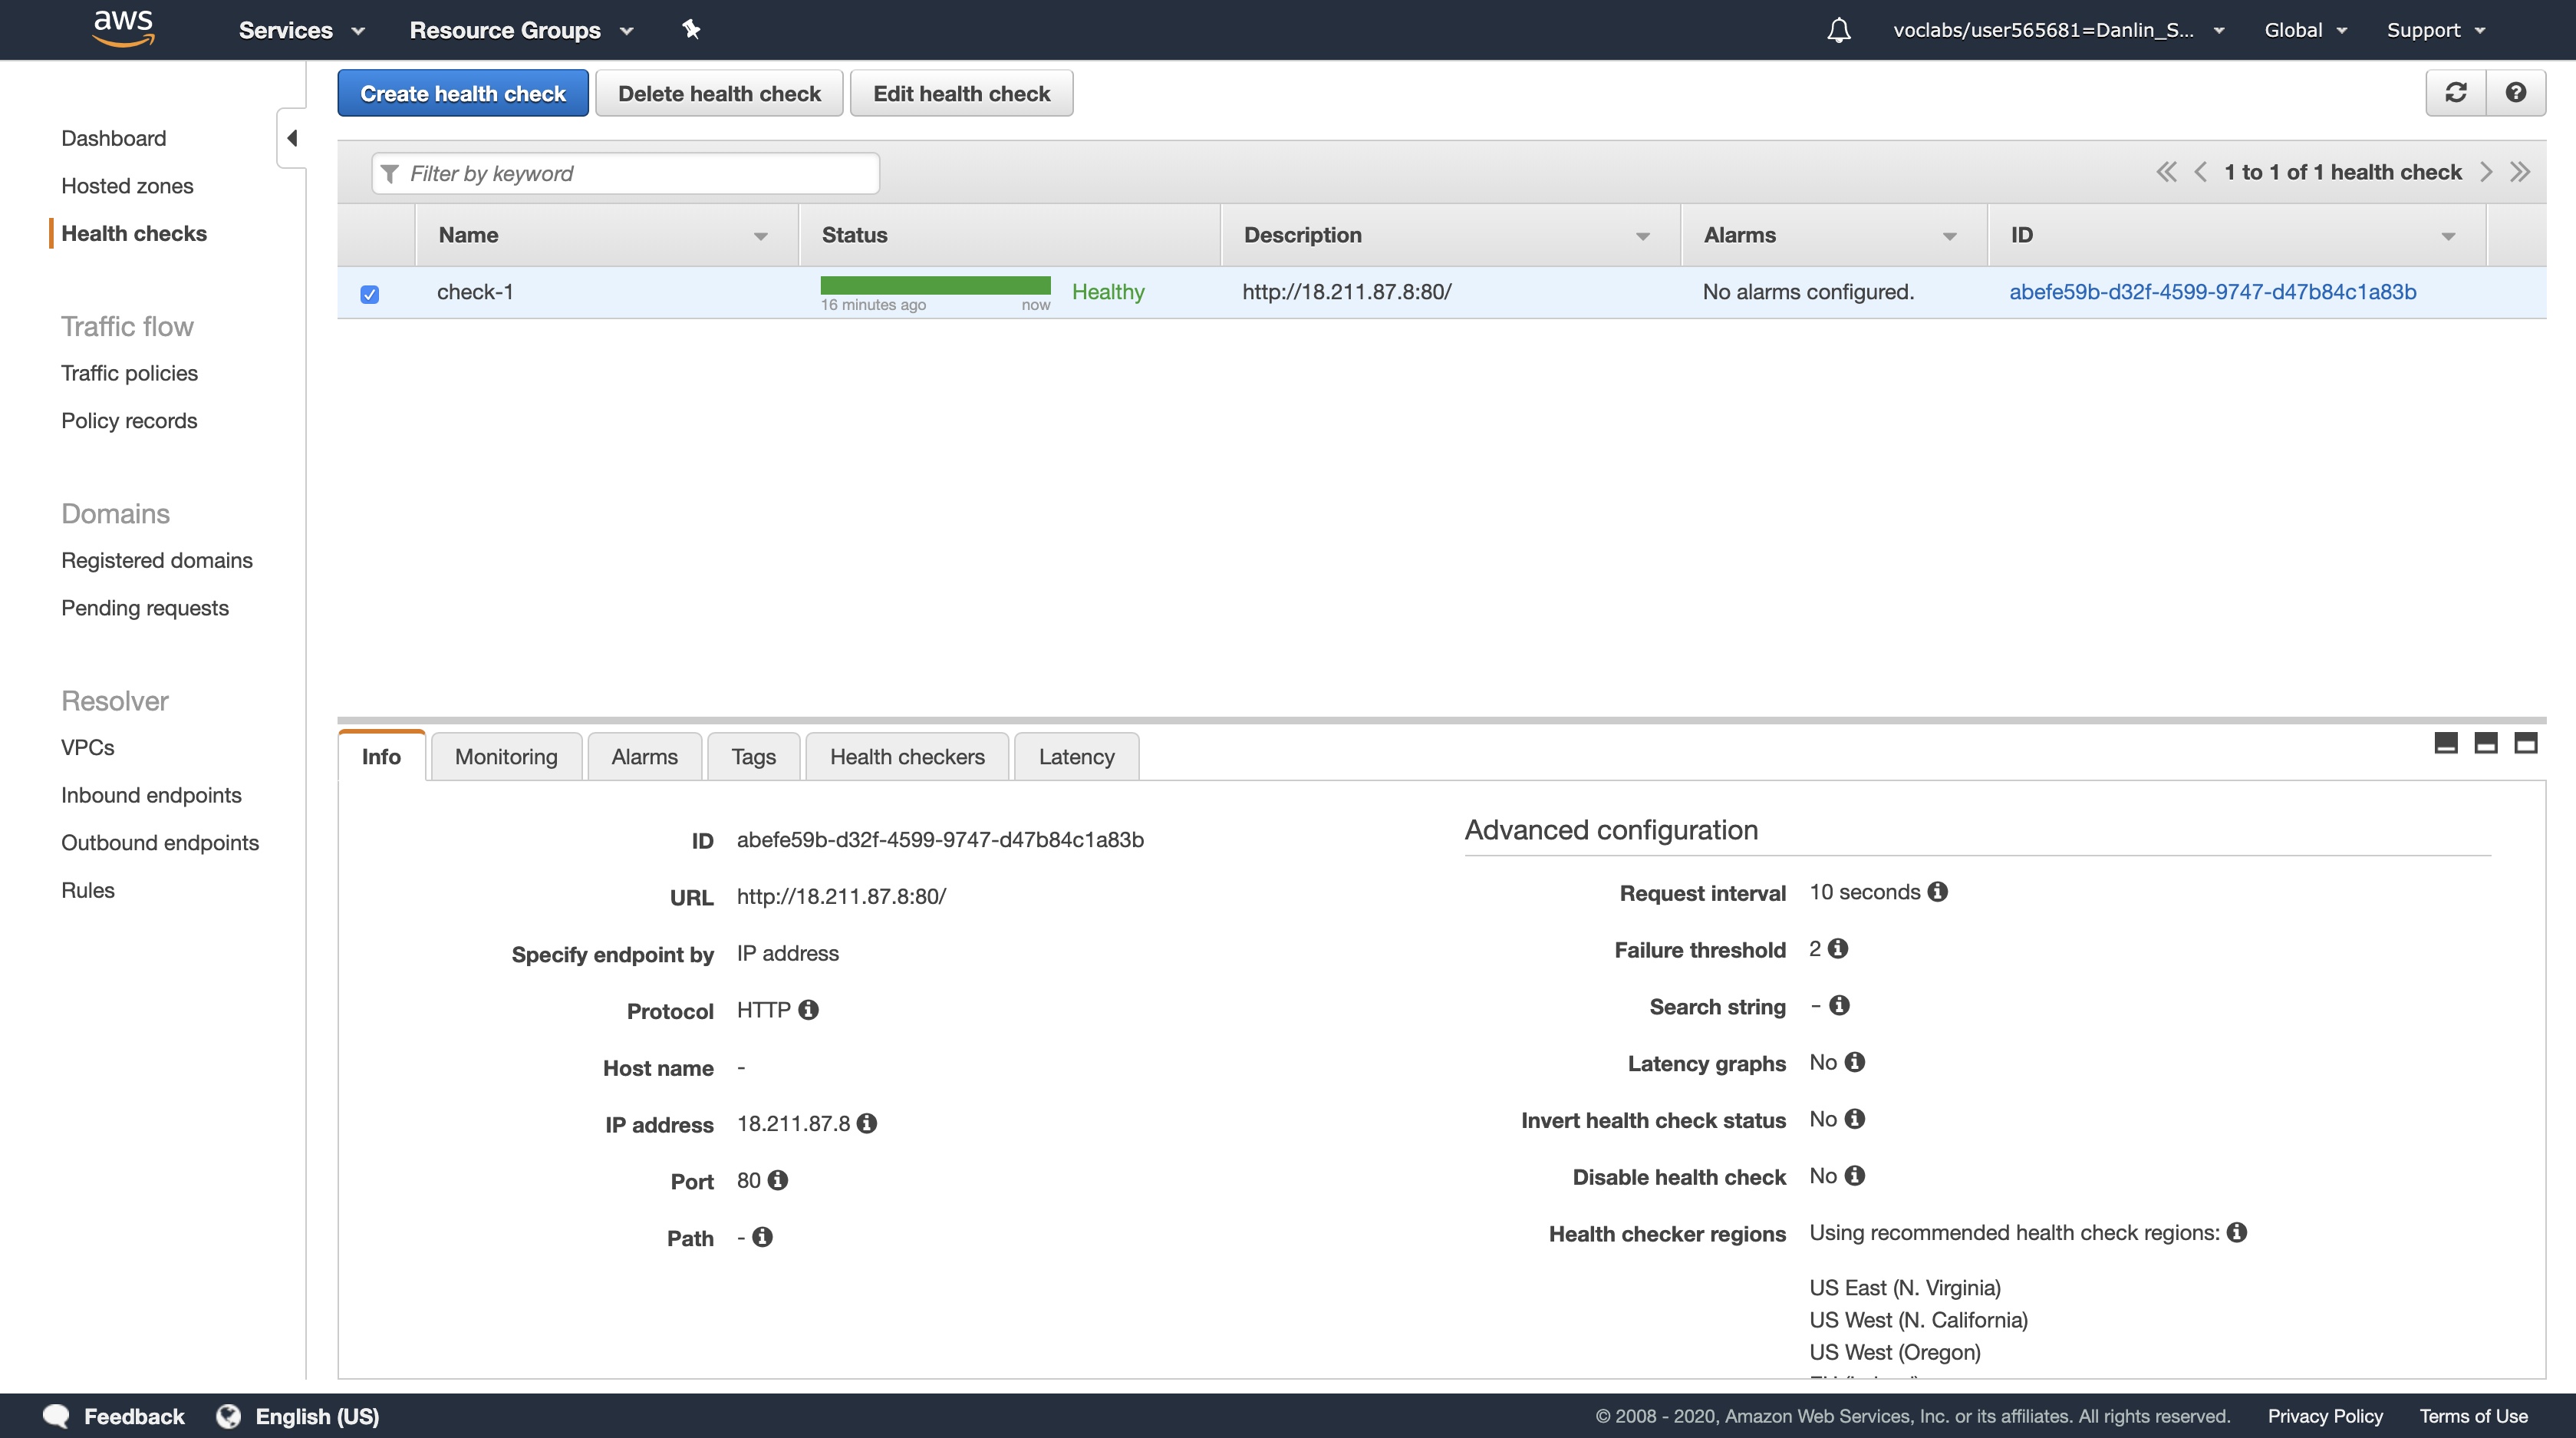 aws Services Resource Groups voclabs/user565681=Danlin_S... Global Support
Create health check Delete health check Edit health check
Dashboard
Hosted zones
Health checks
Traffic flow
Traffic policies
Policy records
Domains
Registered domains
Pending requests
Resolver
VPCs
Inbound endpoints
Outbound endpoints
Rules
Filter by keyword 1 to 1 of 1 health check
Name Status Description Alarms ID
check-1 Healthy http://18.211.87.8:80/ No alarms configured. abefe59b-d32f-4599-9747-d47b84c1a83b
16 minutes ago now
Info Monitoring Alarms Tags Health checkers Latency
ID abefe59b-d32f-4599-9747-d47b84c1a83b
URL http://18.211.87.8:80/
Specify endpoint by IP address
Protocol HTTP
Host name -
IP address 18.211.87.8
Port 80
Path -
Advanced configuration
Request interval 10 seconds
Failure threshold 2
Search string -
Latency graphs No
Invert health check status No
Disable health check No
Health checker regions Using recommended health check regions:
US East (N. Virginia)
US West (N. California)
US West (Oregon)
Feedback English (US) © 2008 - 2020, Amazon Web Services, Inc. or its affiliates. All rights reserved. Privacy Policy Terms of Use